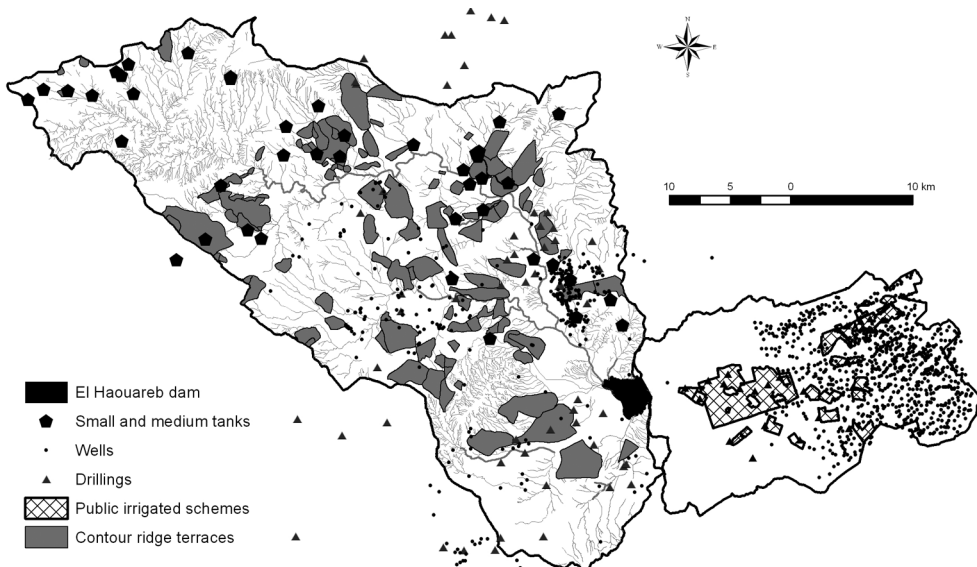 N
W E
S
10 5 0 10 km
El Haouareb dam
Small and medium tanks
Wells
Drillings
Public irrigated schemes
Contour ridge terraces